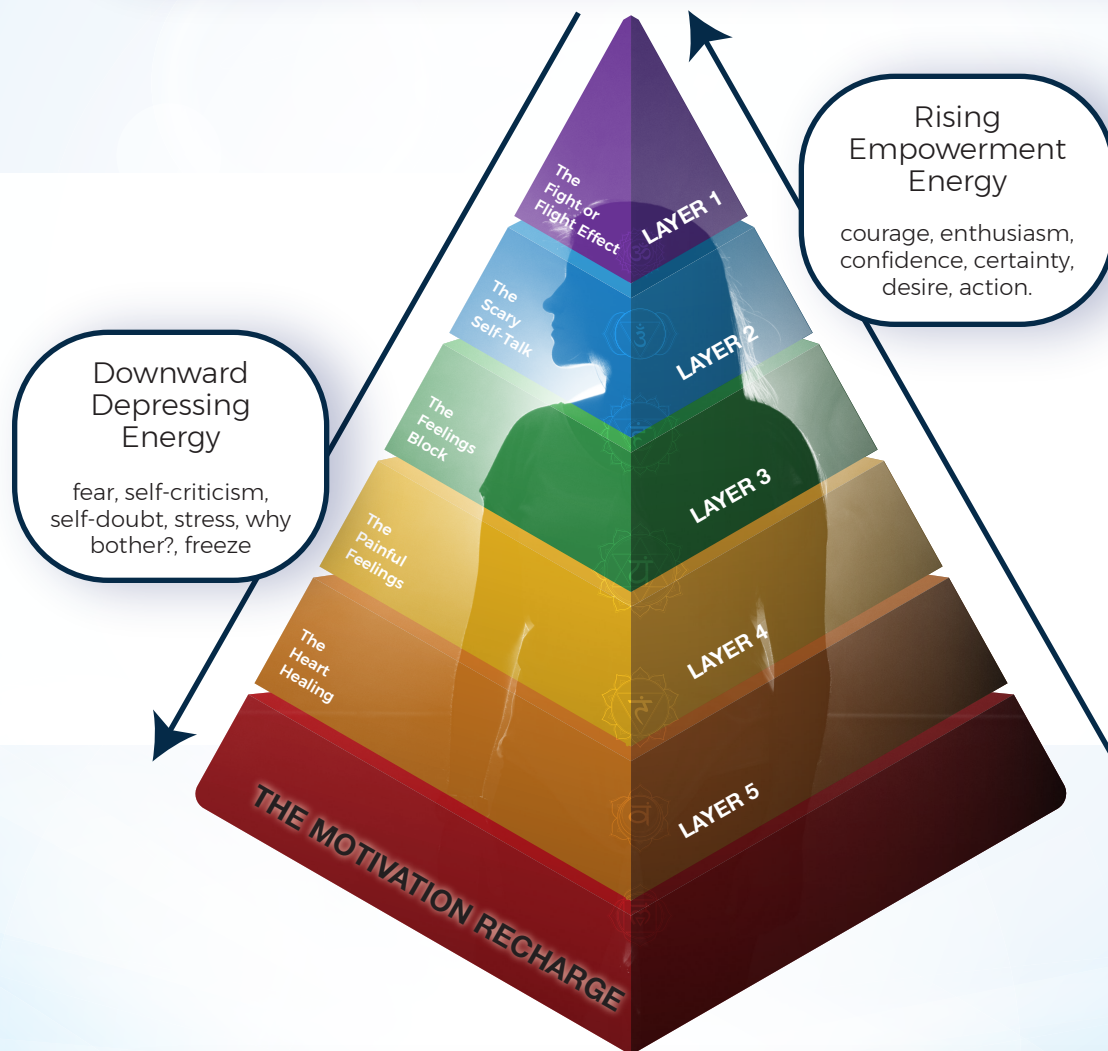 Rising
Empowerment
Energy
courage, enthusiasm,
confidence, certainty,
desire, action.
The
Fight or
Flight Effect
LAYER 1
The
Scary
Self-Talk
LAYER 2
Downward
Depressing
Energy
fear, self-criticism,
self-doubt, stress, why
bother?, freeze
The
Feelings
Block
LAYER 3
The
Painful
Feelings
LAYER 4
The
Heart
Healing
LAYER 5
THE MOTIVATION RECHARGE
ॐ
यं
रं
वं